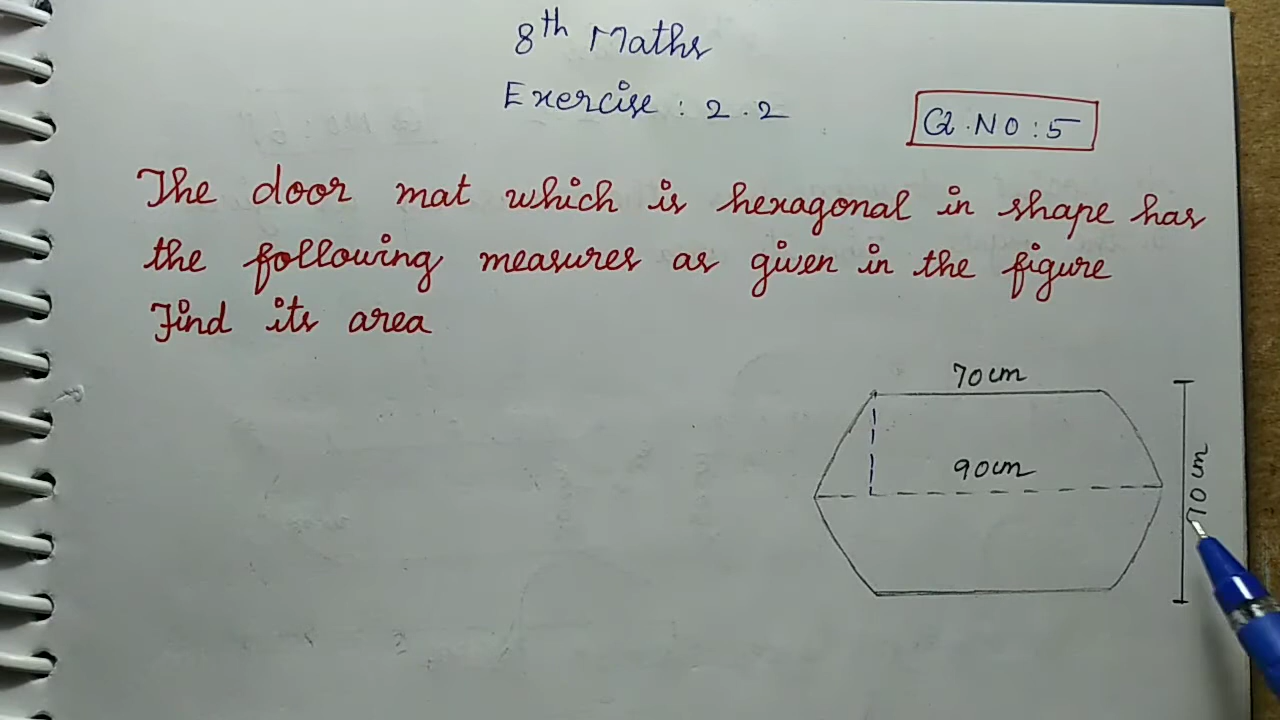 8th Maths
Exercise : 2.2
Q.NO : 5
The door mat which is hexagonal in shape has
the following measures as given in the figure
Find its area
70cm
90cm
70cm